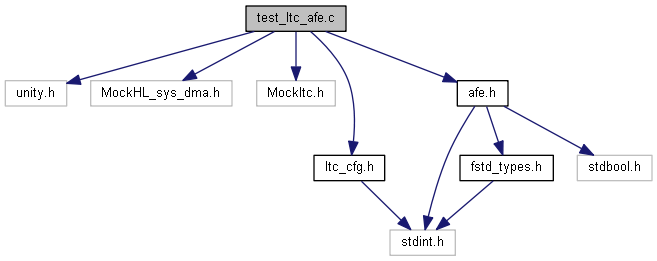 test_ltc_afe.c
unity.h
MockHL_sys_dma.h
Mockltc.h
afe.h
ltc_cfg.h
fstd_types.h
stdbool.h
stdint.h